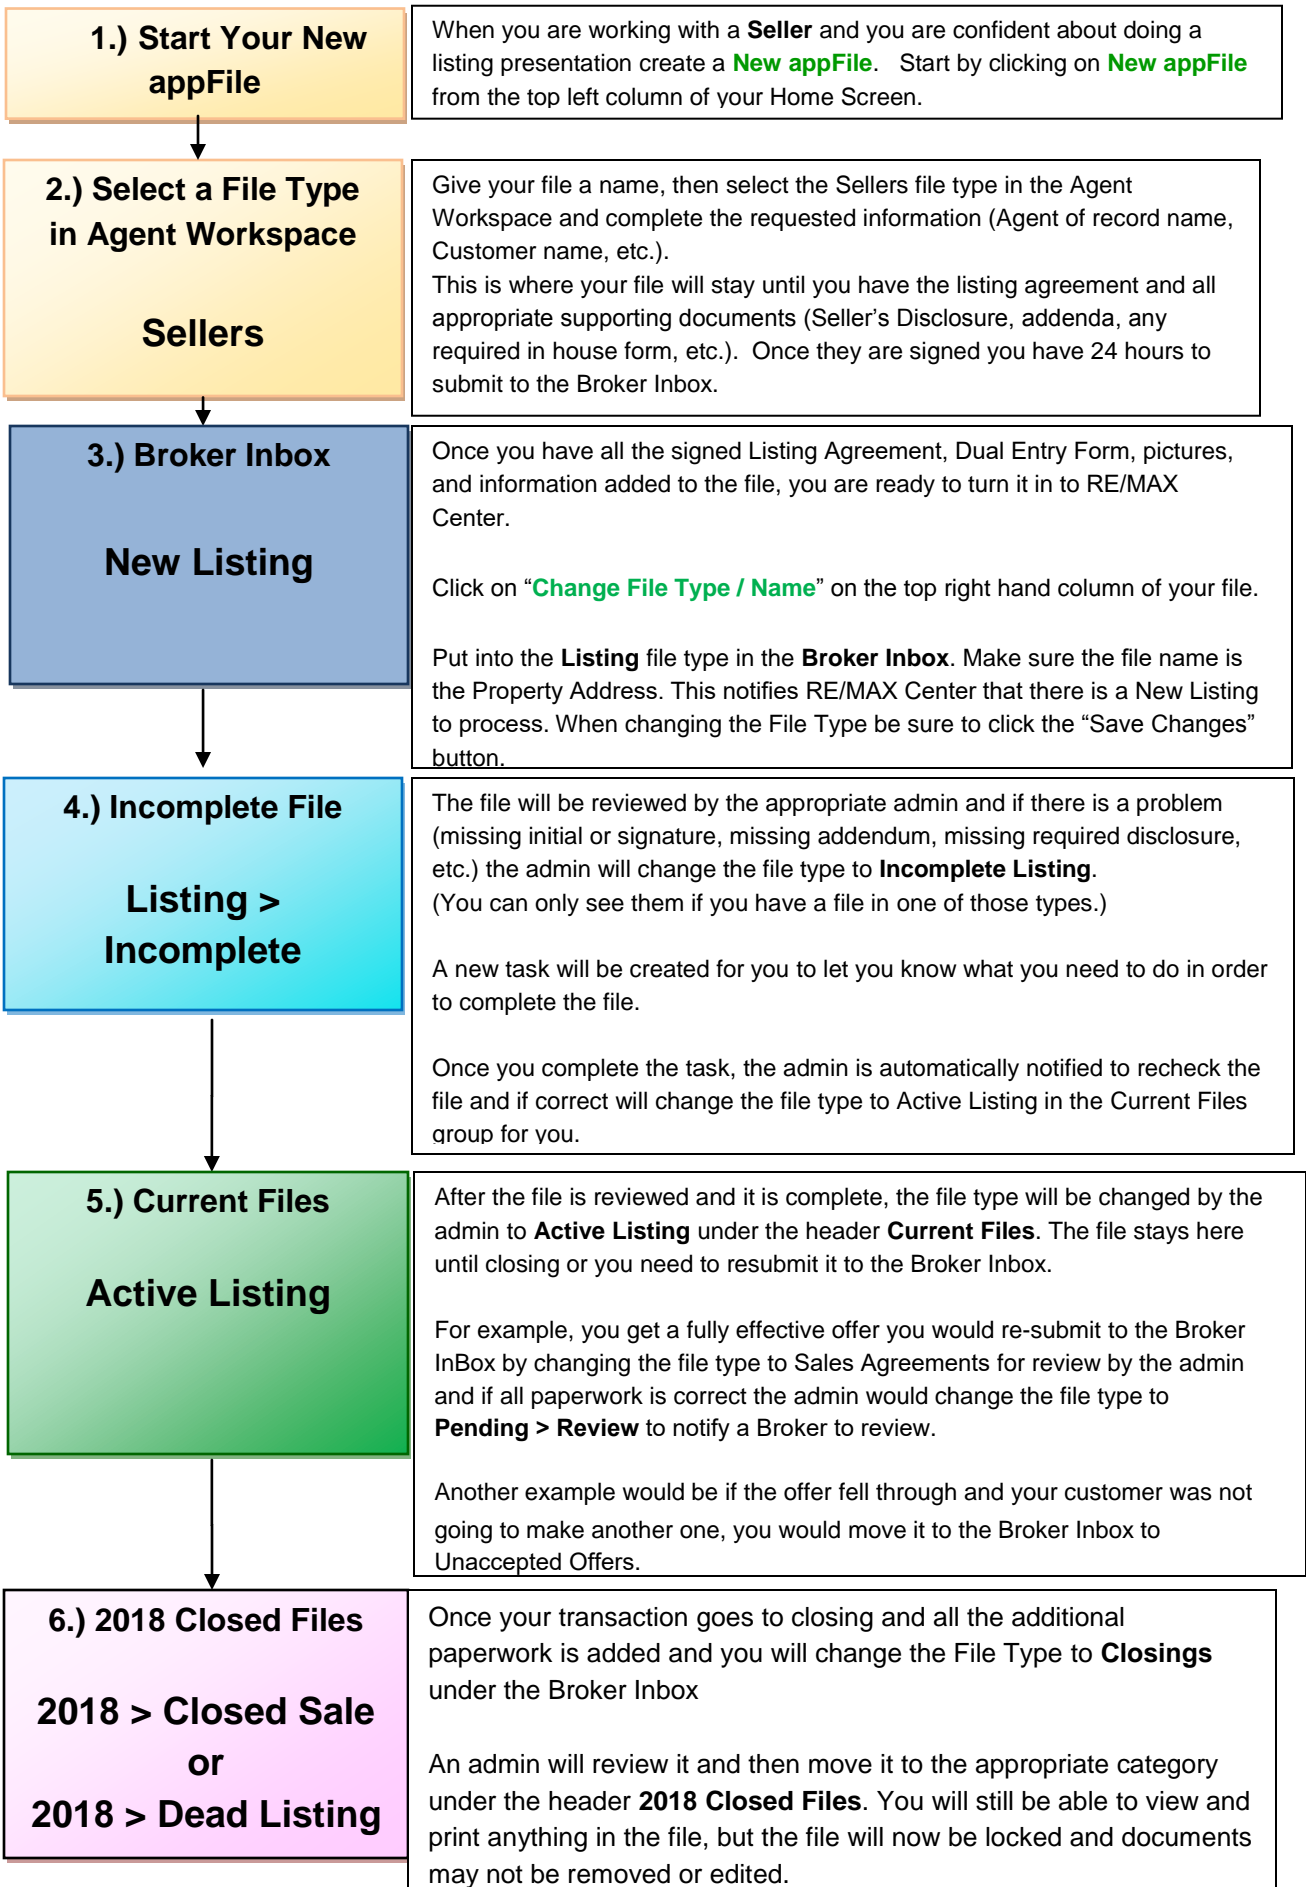 1.) Start Your New
appFile
When you are working with a Seller and you are confident about doing a
listing presentation create a New appFile.   Start by clicking on New appFile
from the top left column of your Home Screen.
2.) Select a File Type
in Agent Workspace
Sellers
Give your file a name, then select the Sellers file type in the Agent
Workspace and complete the requested information (Agent of record name,
Customer name, etc.).
This is where your file will stay until you have the listing agreement and all
appropriate supporting documents (Seller’s Disclosure, addenda, any
required in house form, etc.).  Once they are signed you have 24 hours to
submit to the Broker Inbox.
3.) Broker Inbox
New Listing
Once you have all the signed Listing Agreement, Dual Entry Form, pictures,
and information added to the file, you are ready to turn it in to RE/MAX
Center.
Click on “Change File Type / Name” on the top right hand column of your file.
Put into the Listing file type in the Broker Inbox. Make sure the file name is
the Property Address. This notifies RE/MAX Center that there is a New Listing
to process. When changing the File Type be sure to click the “Save Changes”
button.
4.) Incomplete File
Listing >
Incomplete
The file will be reviewed by the appropriate admin and if there is a problem
(missing initial or signature, missing addendum, missing required disclosure,
etc.) the admin will change the file type to Incomplete Listing.
(You can only see them if you have a file in one of those types.)
A new task will be created for you to let you know what you need to do in order
to complete the file.
Once you complete the task, the admin is automatically notified to recheck the
file and if correct will change the file type to Active Listing in the Current Files
group for you.
5.) Current Files
Active Listing
After the file is reviewed and it is complete, the file type will be changed by the
admin to Active Listing under the header Current Files. The file stays here
until closing or you need to resubmit it to the Broker Inbox.
For example, you get a fully effective offer you would re-submit to the Broker
InBox by changing the file type to Sales Agreements for review by the admin
and if all paperwork is correct the admin would change the file type to
Pending > Review to notify a Broker to review.
Another example would be if the offer fell through and your customer was not
going to make another one, you would move it to the Broker Inbox to
Unaccepted Offers.
6.) 2018 Closed Files
2018 > Closed Sale
or
2018 > Dead Listing
Once your transaction goes to closing and all the additional
paperwork is added and you will change the File Type to Closings
under the Broker Inbox
An admin will review it and then move it to the appropriate category
under the header 2018 Closed Files. You will still be able to view and
print anything in the file, but the file will now be locked and documents
may not be removed or edited.